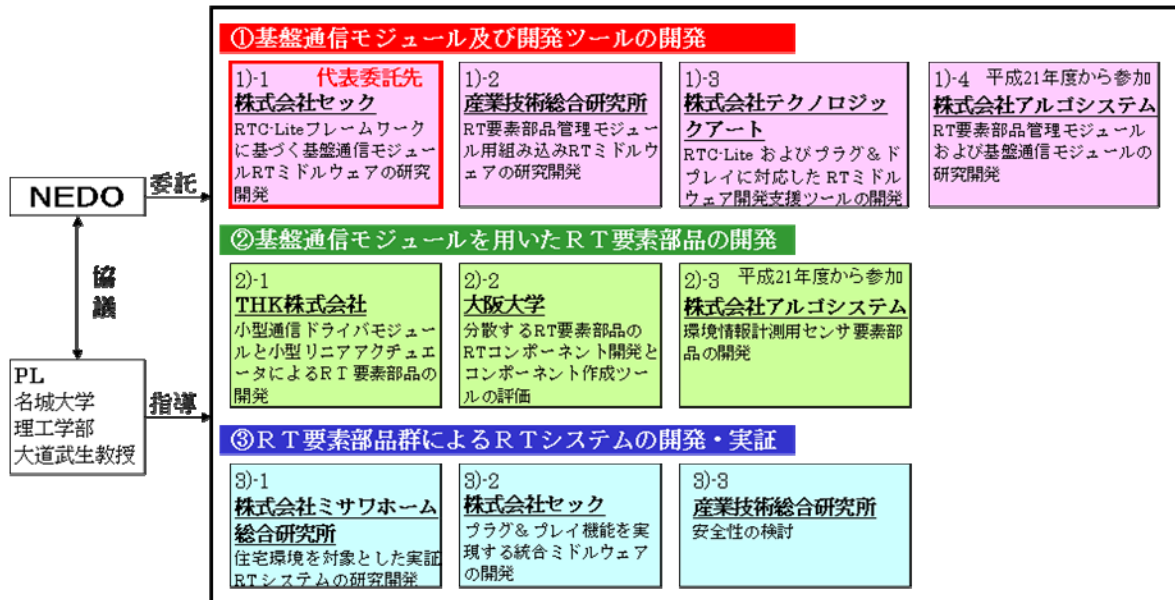 ①基盤通信モジュール及び開発ツールの開発
1)-1 代表委託先
株式会社セック
RTC-Liteフレームワーク
に基づく基盤通信モジュー
ルRTミドルウェアの研究
開発
1)-2
産業技術総合研究所
RT要素部品管理モジュー
ル用組み込みRTミドルウ
ェアの研究開発
1)-3
株式会社テクノロジッ
クアート
RTC-Lite およびプラグ＆ド
プレイに対応したRTミドル
ウェア開発支援ツールの開発
1)-4 平成21年度から参加
株式会社アルゴシステム
RT要素部品管理モジュール
および基盤通信モジュールの
研究開発
NEDO
委託
協議
PL
名城大学
理工学部
大道武生教授
指導
②基盤通信モジュールを用いたＲＴ要素部品の開発
2)-1
THK株式会社
小型通信ドライバモジュー
ルと小型リニアアクチュエ
ータによるRT要素部品の
開発
2)-2
大阪大学
分散するRT要素部品の
RTコンポーネント開発と
コンポーネント作成ツー
ルの評価
2)-3 平成21年度から参加
株式会社アルゴシステム
環境情報計測用センサ要素部
品の開発
③ＲＴ要素部品群によるＲＴシステムの開発・実証
3)-1
株式会社ミサワホーム
総合研究所
住宅環境を対象とした実証
RTシステムの研究開発
3)-2
株式会社セック
プラグ＆プレイ機能を実
現する統合ミドルウェア
の開発
3)-3
産業技術総合研究所
安全性の検討